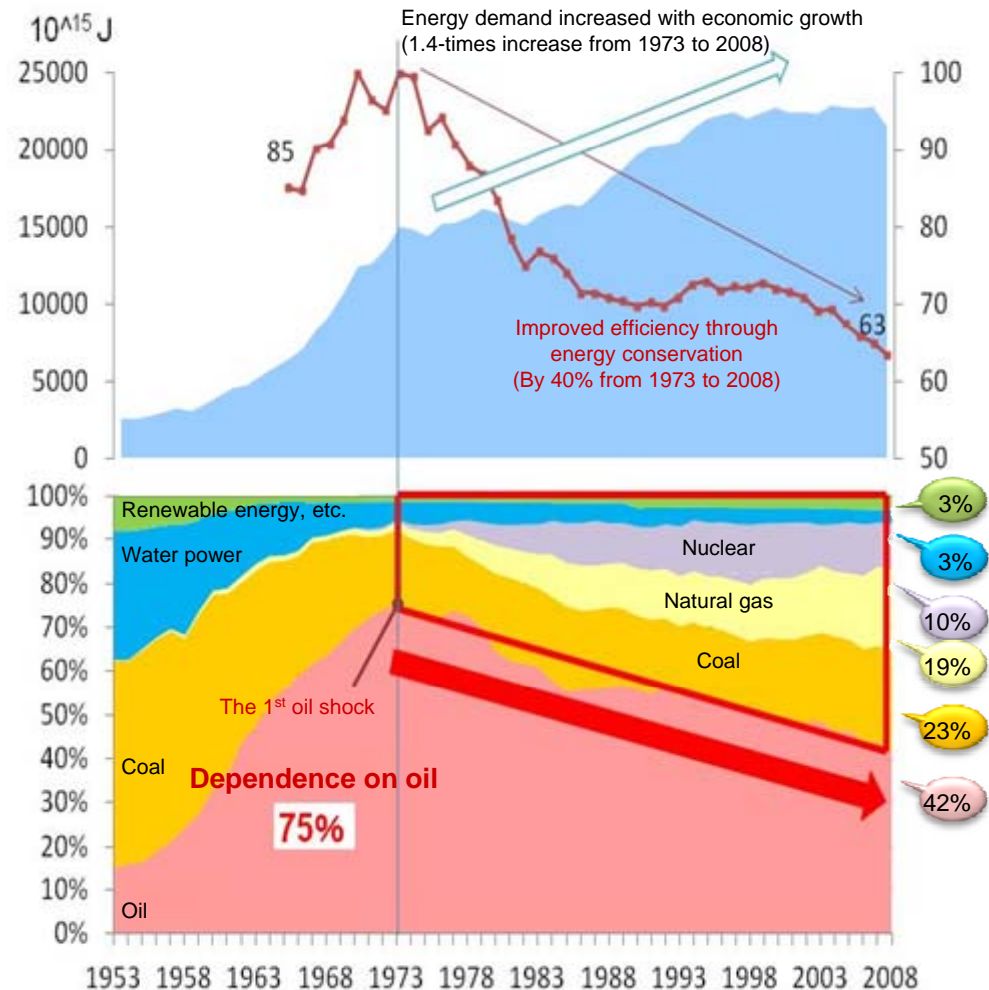 10^15 J
Energy demand increased with economic growth
(1.4-times increase from 1973 to 2008)
25000
20000
15000
10000
5000
0
100
90
80
70
60
50
85
63
Improved efficiency through
energy conservation
(By 40% from 1973 to 2008)
100%
90%
80%
70%
60%
50%
40%
30%
20%
10%
0%
Renewable energy, etc.
Water power
Nuclear
Natural gas
Coal
The 1st oil shock
Coal
Dependence on oil
75%
Oil
3%
3%
10%
19%
23%
42%
1953 1958 1963 1968 1973 1978 1983 1988 1993 1998 2003 2008